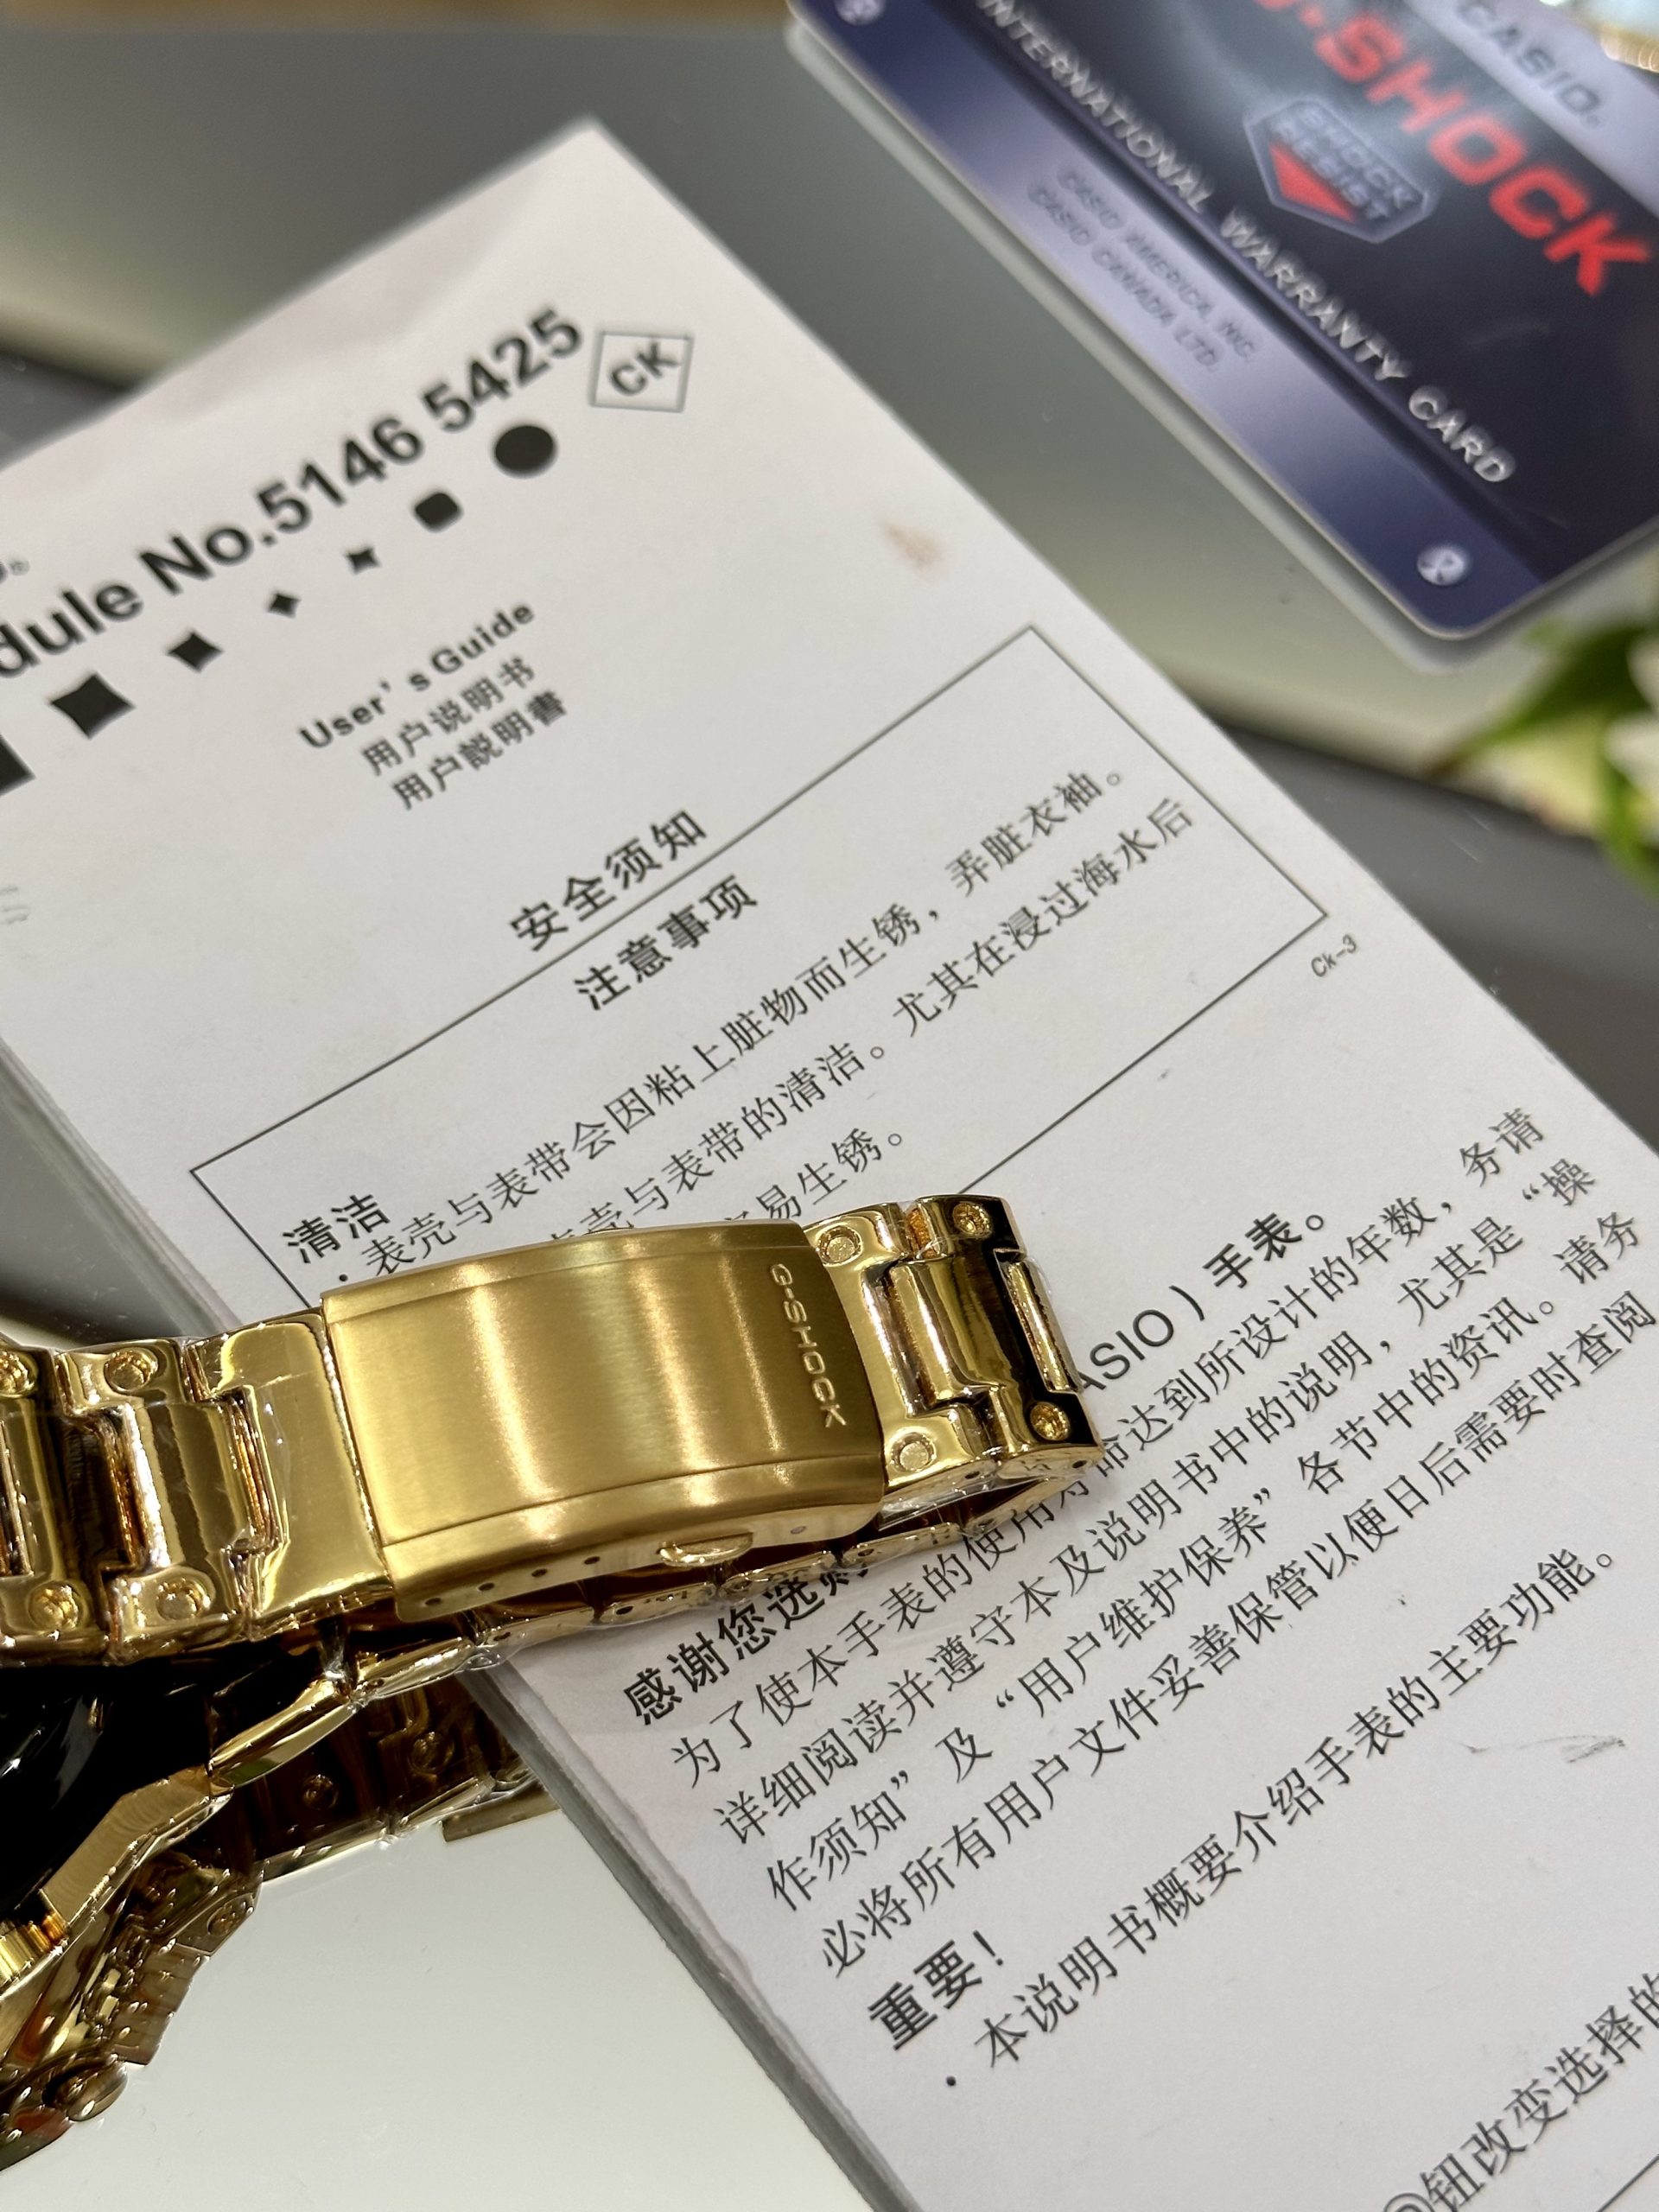 CASIO
G-SHOCK
SHOCK
RESIST
INTERNATIONAL WARRANTY CARD
CASIO AMERICA, INC.
CASIO CANADA, LTD.
dule No.5146 5425
CK
User's Guide
用户说明书
用户説明書
安全须知
注意事项
清洁
·表壳与表带会因粘上脏物而生锈，弄脏衣袖。
表壳与表带的清洁。尤其在浸过海水后
易生锈。
Ck-3
G-SHOCK
感谢您选购 ASIO）手表。
为了使本手表的使用寿命达到所设计的年数，务请
详细阅读并遵守本及说明书中的说明，尤其是“操
作须知”及“用户维护保养”各节中的资讯。请务
必将所有用户文件妥善保管以便日后需要时查阅
重要！
·本说明书概要介绍手表的主要功能。
钮改变选择的